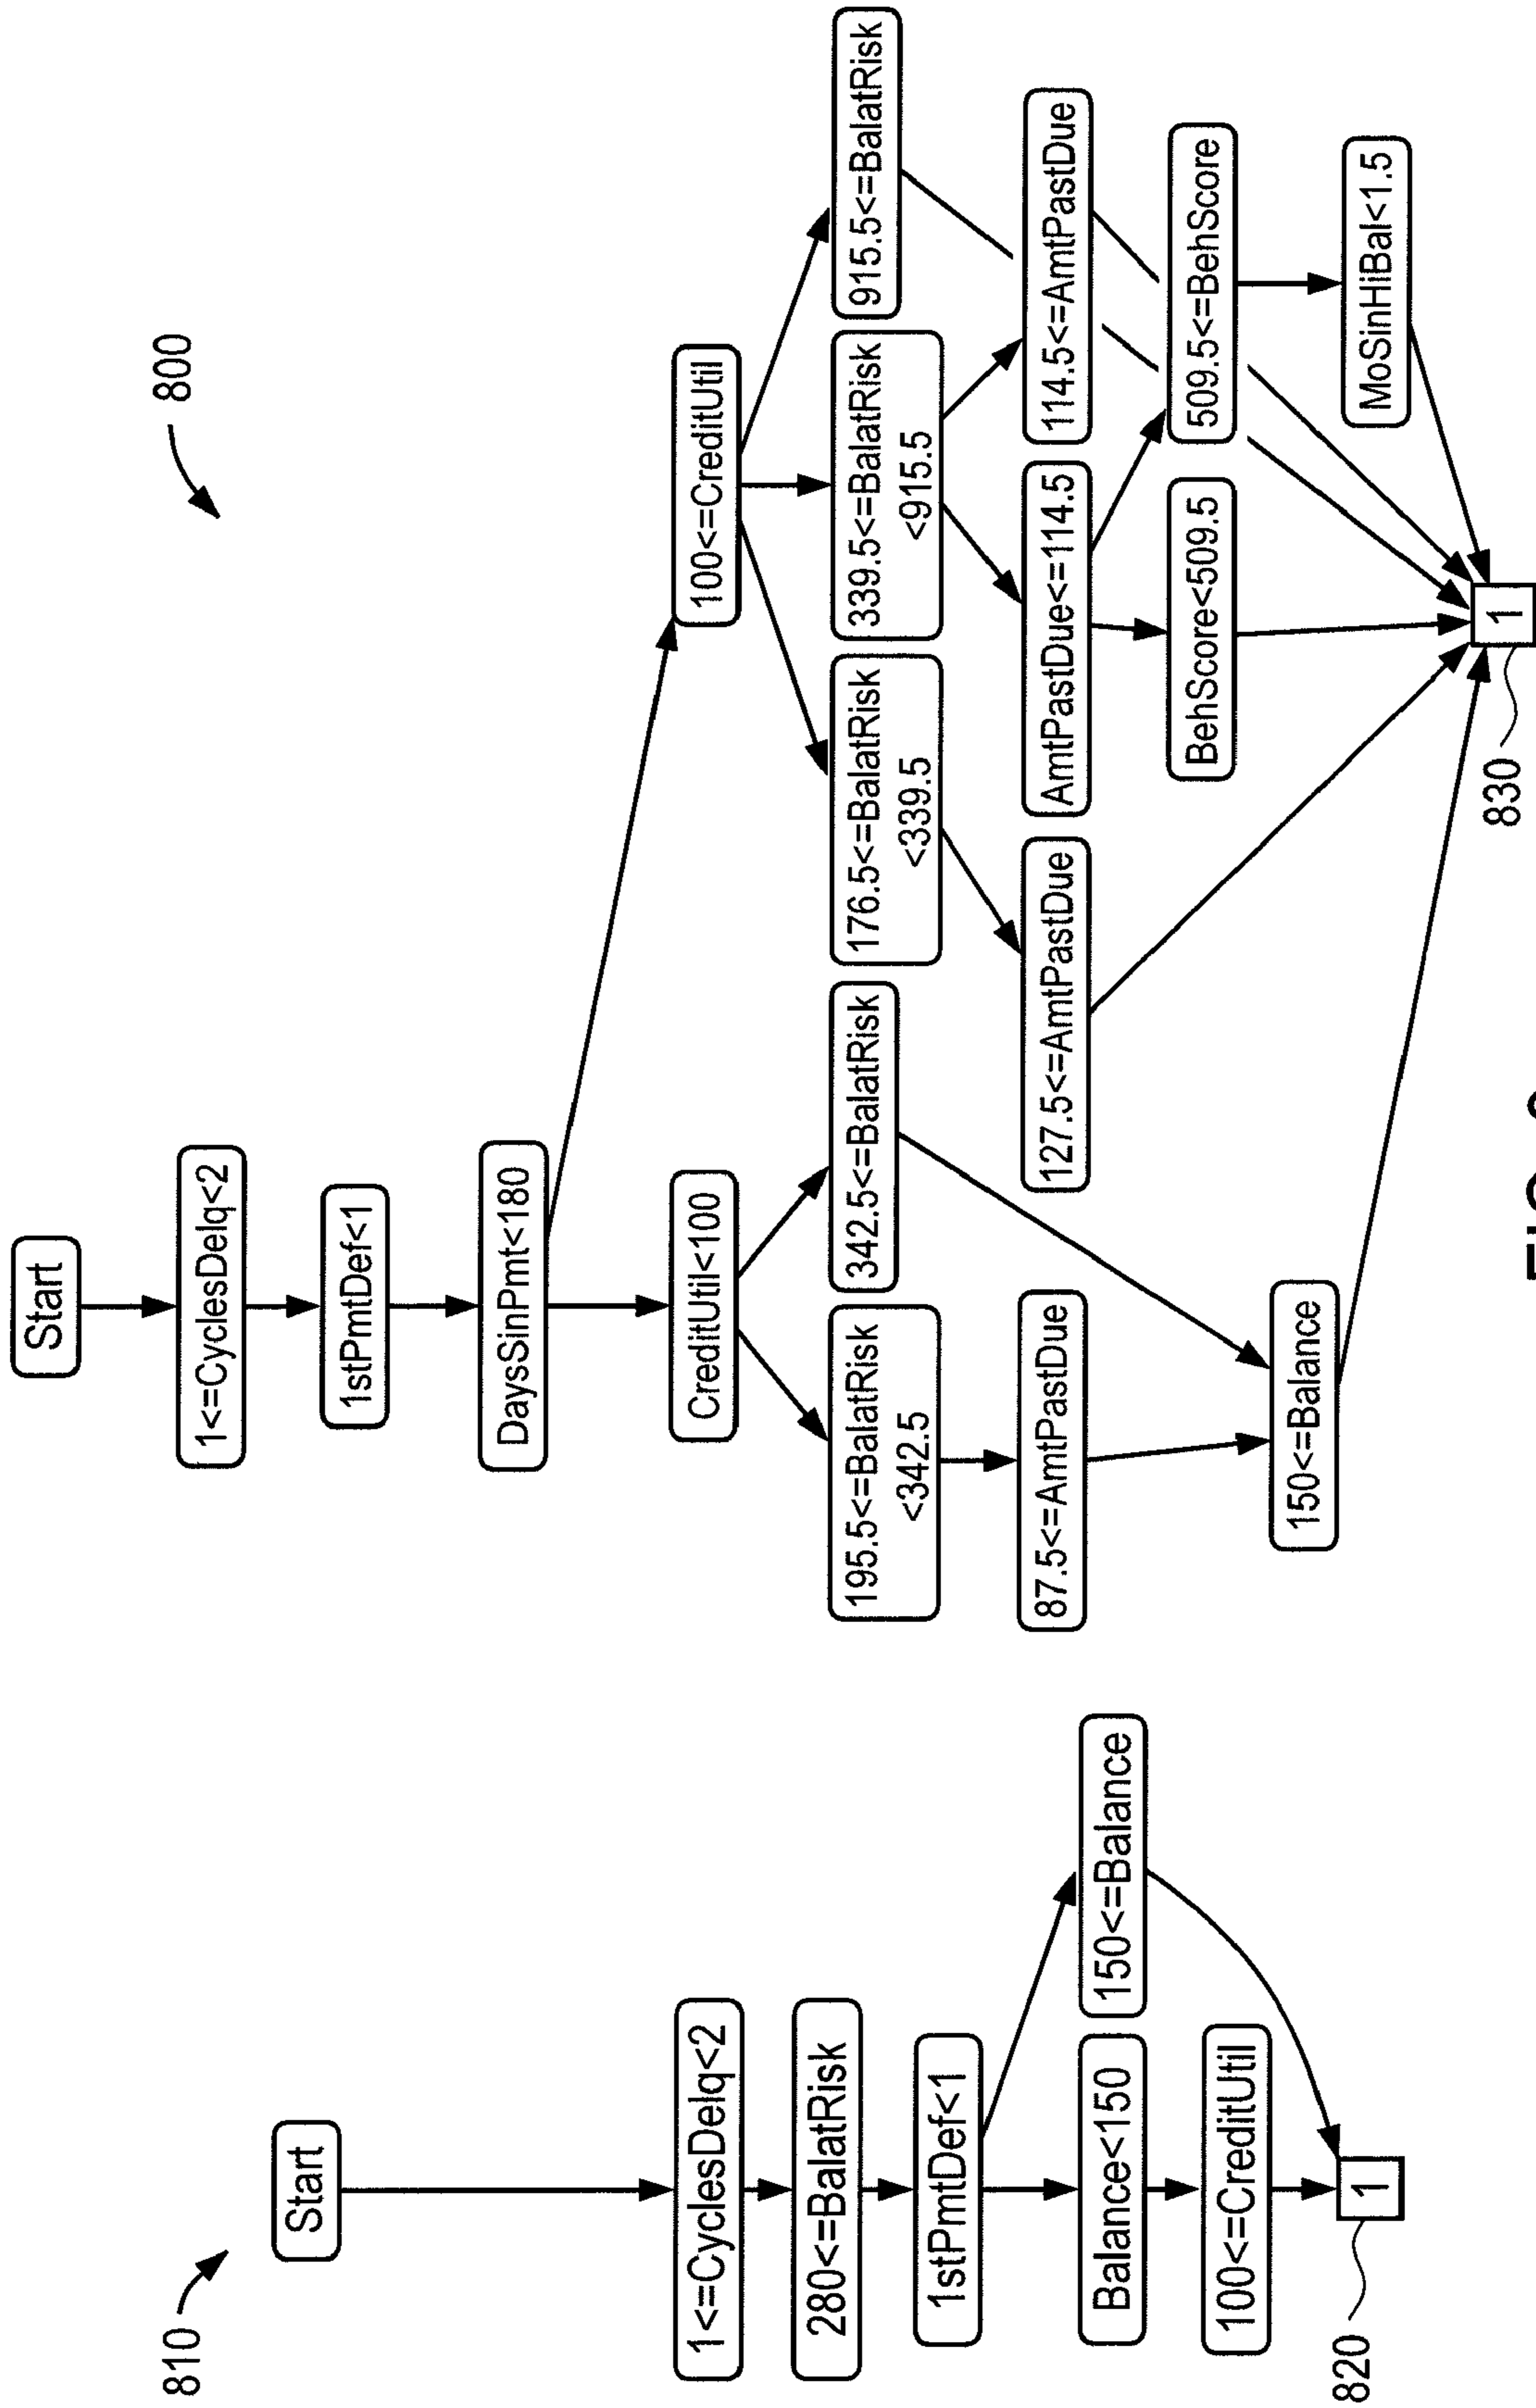 810
Start
1<=CyclesDelq<2
280<=BalatRisk
1stPmtDef<1
Balance<150
150<=Balance
100<=CreditUtil
1
820
800
Start
1<=CyclesDelq<2
1stPmtDef<1
DaysSinPmt<180
CreditUtil<100
100<=CreditUtil
195.5<=BalatRisk
<342.5
342.5<=BalatRisk
176.5<=BalatRisk
<339.5
339.5<=BalatRisk
<915.5
915.5<=BalatRisk
87.5<=AmtPastDue
127.5<=AmtPastDue
AmtPastDue<=114.5
114.5<=AmtPastDue
BehScore<509.5
509.5<=BehScore
150<=Balance
MoSinHiBal<1.5
1
830